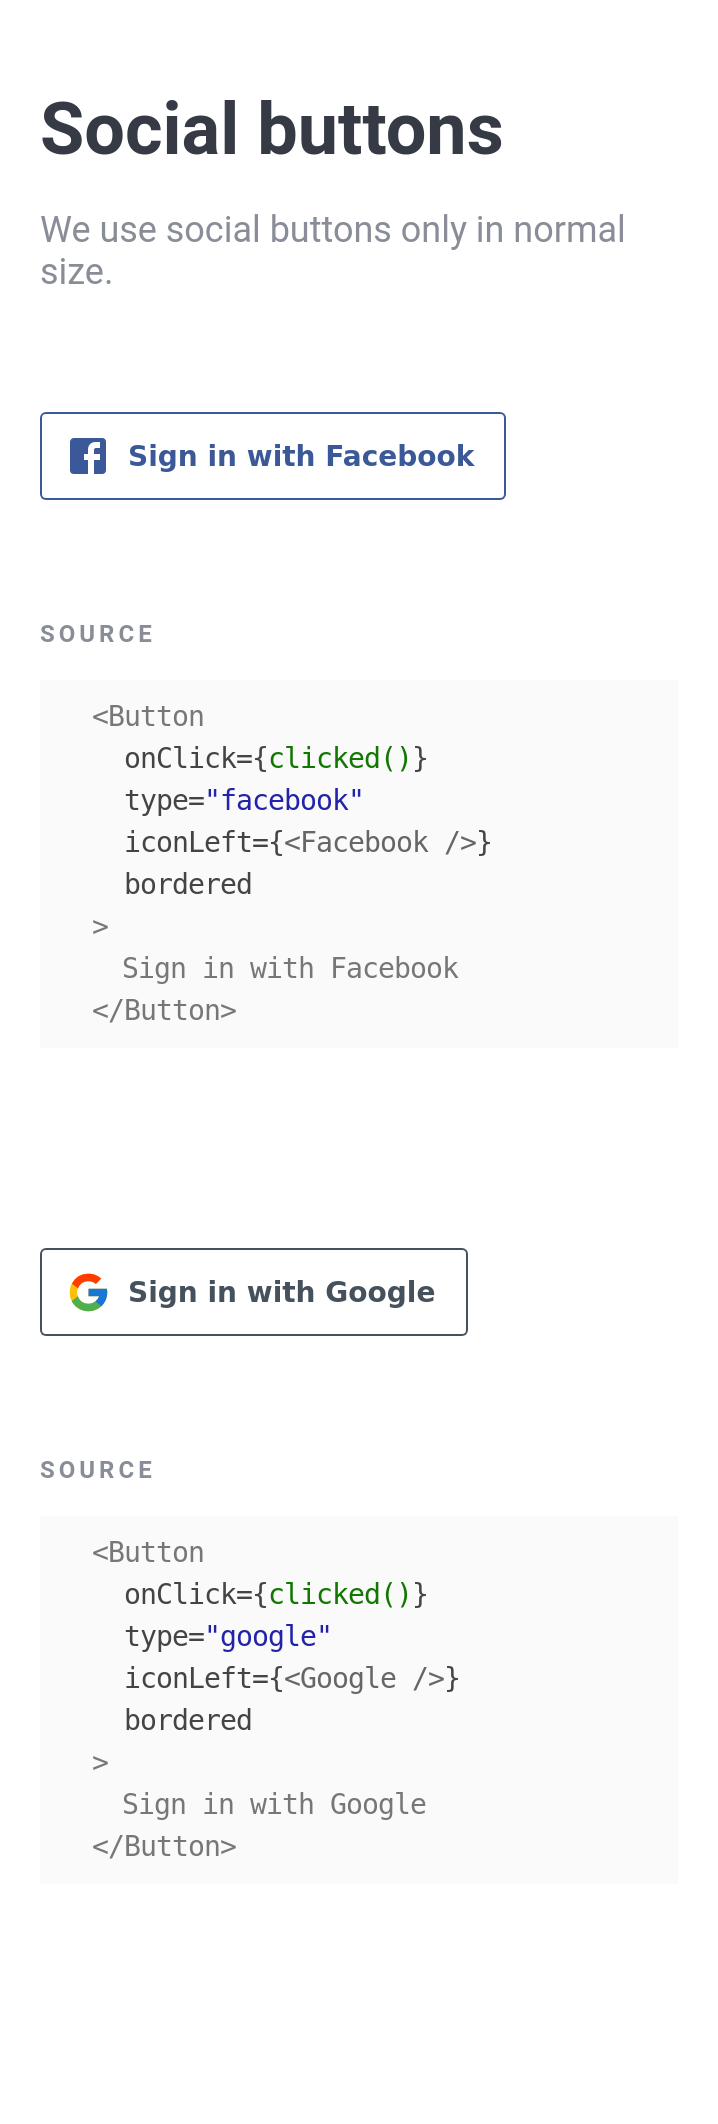 Social buttons
We use social buttons only in normal
size.
Sign in with Facebook
SOURCE
<Button
onClick={clicked()}
type="facebook"
iconLeft={<Facebook />}
bordered
>
Sign in with Facebook
</Button>
Sign in with Google
SOURCE
<Button
onClick={clicked()}
type="google"
iconLeft={<Google />}
bordered
>
Sign in with Google
</Button>